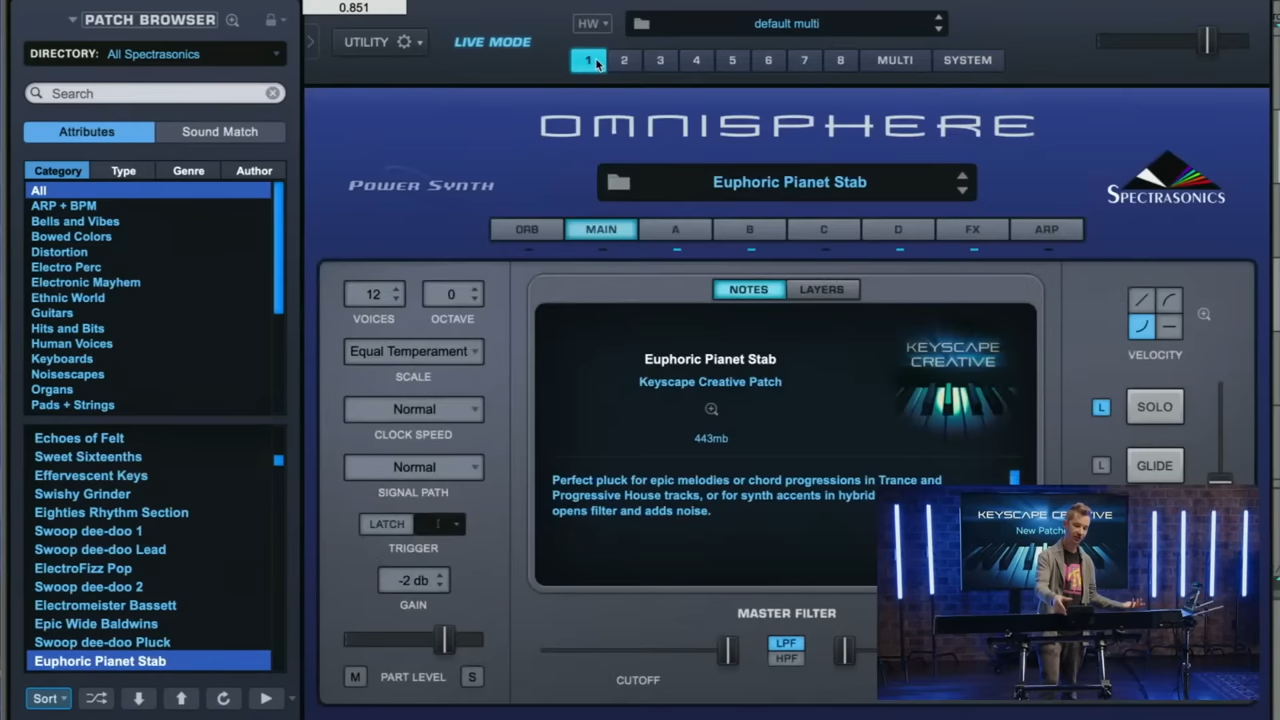 0.851
PATCH BROWSER
DIRECTORY: All Spectrasonics
Search
Attributes
Sound Match
Category
Type
Genre
Author
All
ARP + BPM
Bells and Vibes
Bowed Colors
Distortion
Electro Perc
Electronic Mayhem
Ethnic World
Guitars
Hits and Bits
Human Voices
Keyboards
Noisescapes
Organs
Pads + Strings
Echoes of Felt
Sweet Sixteenths
Effervescent Keys
Swishy Grinder
Eighties Rhythm Section
Swoop dee-doo 1
Swoop dee-doo Lead
ElectroFizz Pop
Swoop dee-doo 2
Electromeister Bassett
Epic Wide Baldwins
Swoop dee-doo Pluck
Euphoric Pianet Stab
Sort
UTILITY
LIVE MODE
HW
default multi
1
2
3
4
5
6
7
8
MULTI
SYSTEM
OMNISPHERE
POWER SYNTH
Euphoric Pianet Stab
SPECTRASONICS
ORB
MAIN
A
B
C
D
FX
ARP
12
0
VOICES
OCTAVE
Equal Temperament
SCALE
Normal
CLOCK SPEED
Normal
SIGNAL PATH
LATCH
TRIGGER
-2 db
GAIN
M
PART LEVEL
S
NOTES
LAYERS
Euphoric Pianet Stab
Keyscape Creative Patch
443mb
KEYSCAPE
CREATIVE
Perfect pluck for epic melodies or chord progressions in Trance and
Progressive House tracks, or for synth accents in hybrid
opens filter and adds noise.
MASTER FILTER
LPF
HPF
CUTOFF
VELOCITY
L
SOLO
L
GLIDE
KEYSCAPE CREATIVE
New Patche